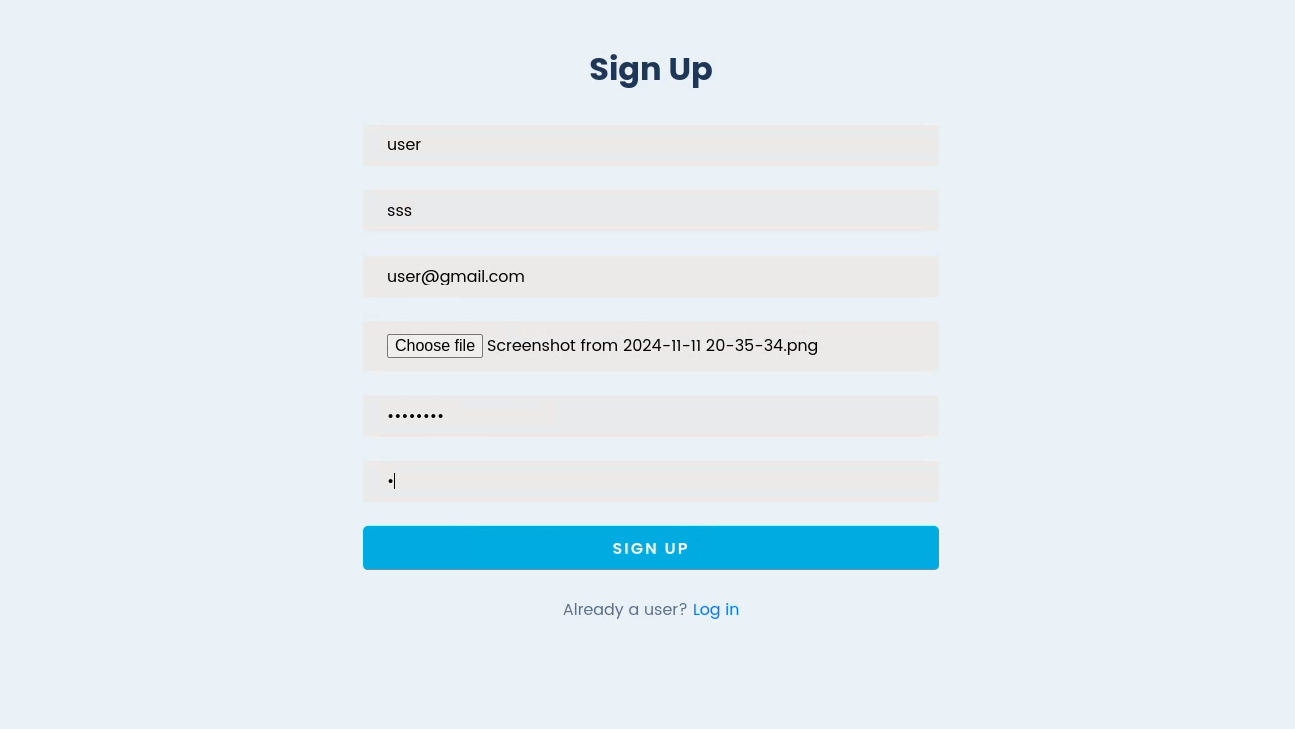 Sign Up
user
sss
user@gmail.com
Choose file Screenshot from 2024-11-11 20-35-34.png
••••••••
•
SIGN UP
Already a user? Log in